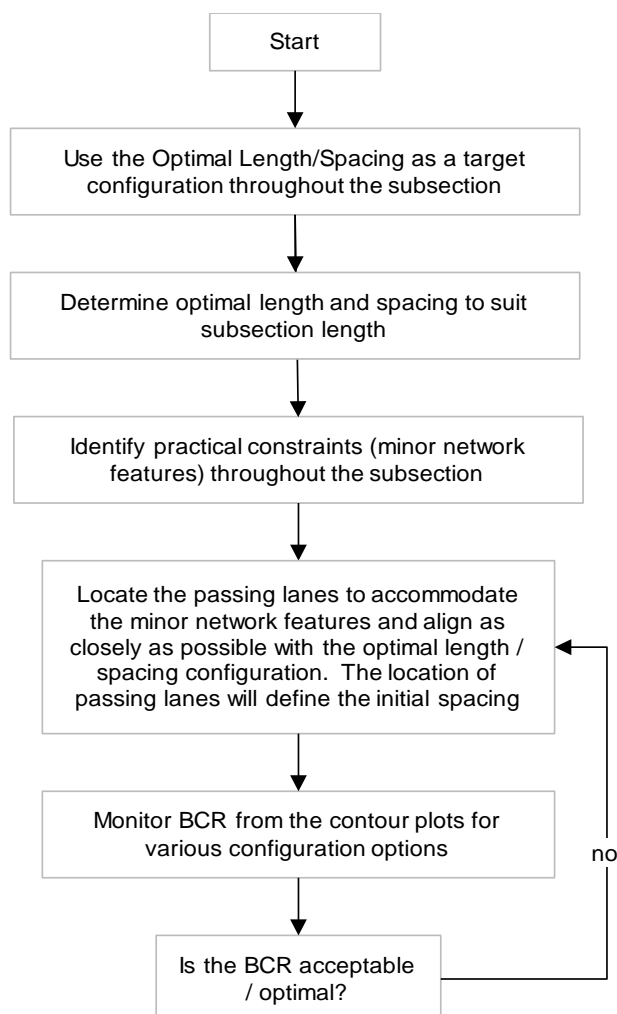 Start
Use the Optimal Length/Spacing as a target
configuration throughout the subsection
Determine optimal length and spacing to suit
subsection length
Identify practical constraints (minor network
features) throughout the subsection
Locate the passing lanes to accommodate
the minor network features and align as
closely as possible with the optimal length /
spacing configuration.  The location of
passing lanes will define the initial spacing
Monitor BCR from the contour plots for
various configuration options
no
Is the BCR acceptable
/ optimal?